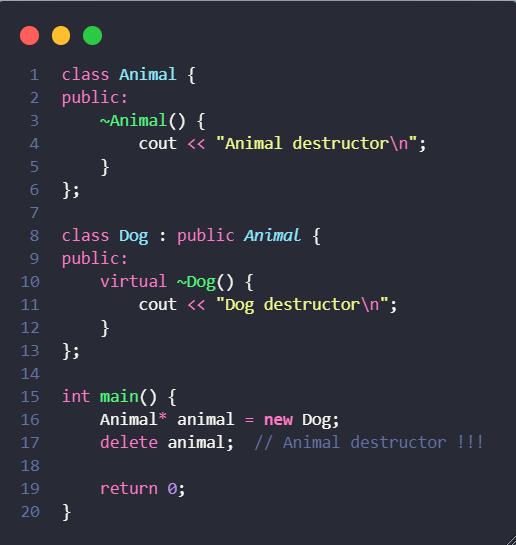 1 class Animal {
2 public:
3     ~Animal() {
4         cout << "Animal destructor\n";
5     }
6 };
7
8 class Dog : public Animal {
9 public:
10     virtual ~Dog() {
11         cout << "Dog destructor\n";
12     }
13 };
14
15 int main() {
16     Animal* animal = new Dog;
17     delete animal;  // Animal destructor !!!
18
19     return 0;
20 }